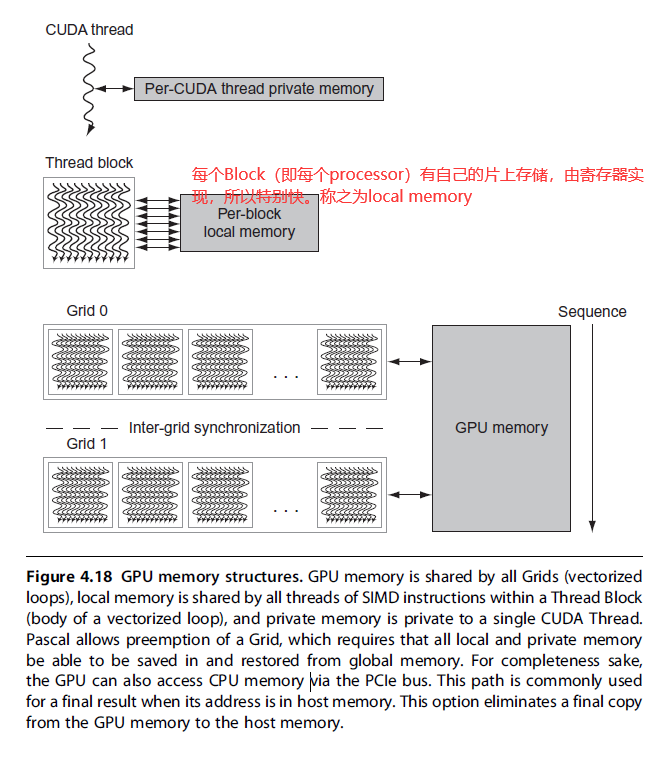 CUDA thread
Per-CUDA thread private memory
Thread block
每个Block（即每个processor）有自己的片上存储，由寄存器实
现，所以特别快。称之为local memory
Per-block
local memory
Grid 0
Sequence
. . .
Inter-grid synchronization
GPU memory
Grid 1
. . .
Figure 4.18 GPU memory structures. GPU memory is shared by all Grids (vectorized
loops), local memory is shared by all threads of SIMD instructions within a Thread Block
(body of a vectorized loop), and private memory is private to a single CUDA Thread.
Pascal allows preemption of a Grid, which requires that all local and private memory
be able to be saved in and restored from global memory. For completeness sake,
the GPU can also access CPU memory via the PCIe bus. This path is commonly used
for a final result when its address is in host memory. This option eliminates a final copy
from the GPU memory to the host memory.